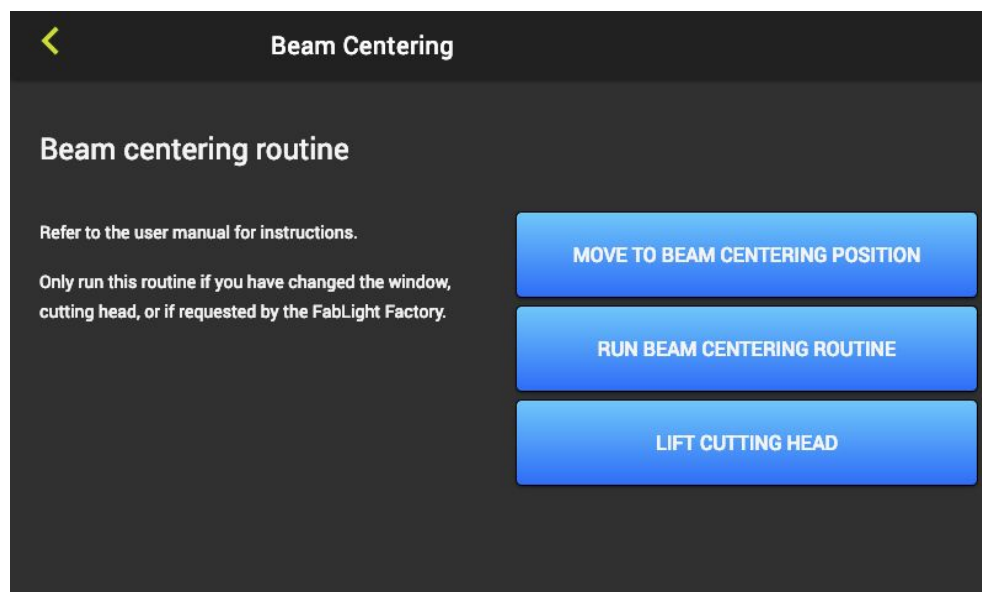 Beam Centering
Beam centering routine
Refer to the user manual for instructions.
Only run this routine if you have changed the window,
cutting head, or if requested by the FabLight Factory.
MOVE TO BEAM CENTERING POSITION
RUN BEAM CENTERING ROUTINE
LIFT CUTTING HEAD